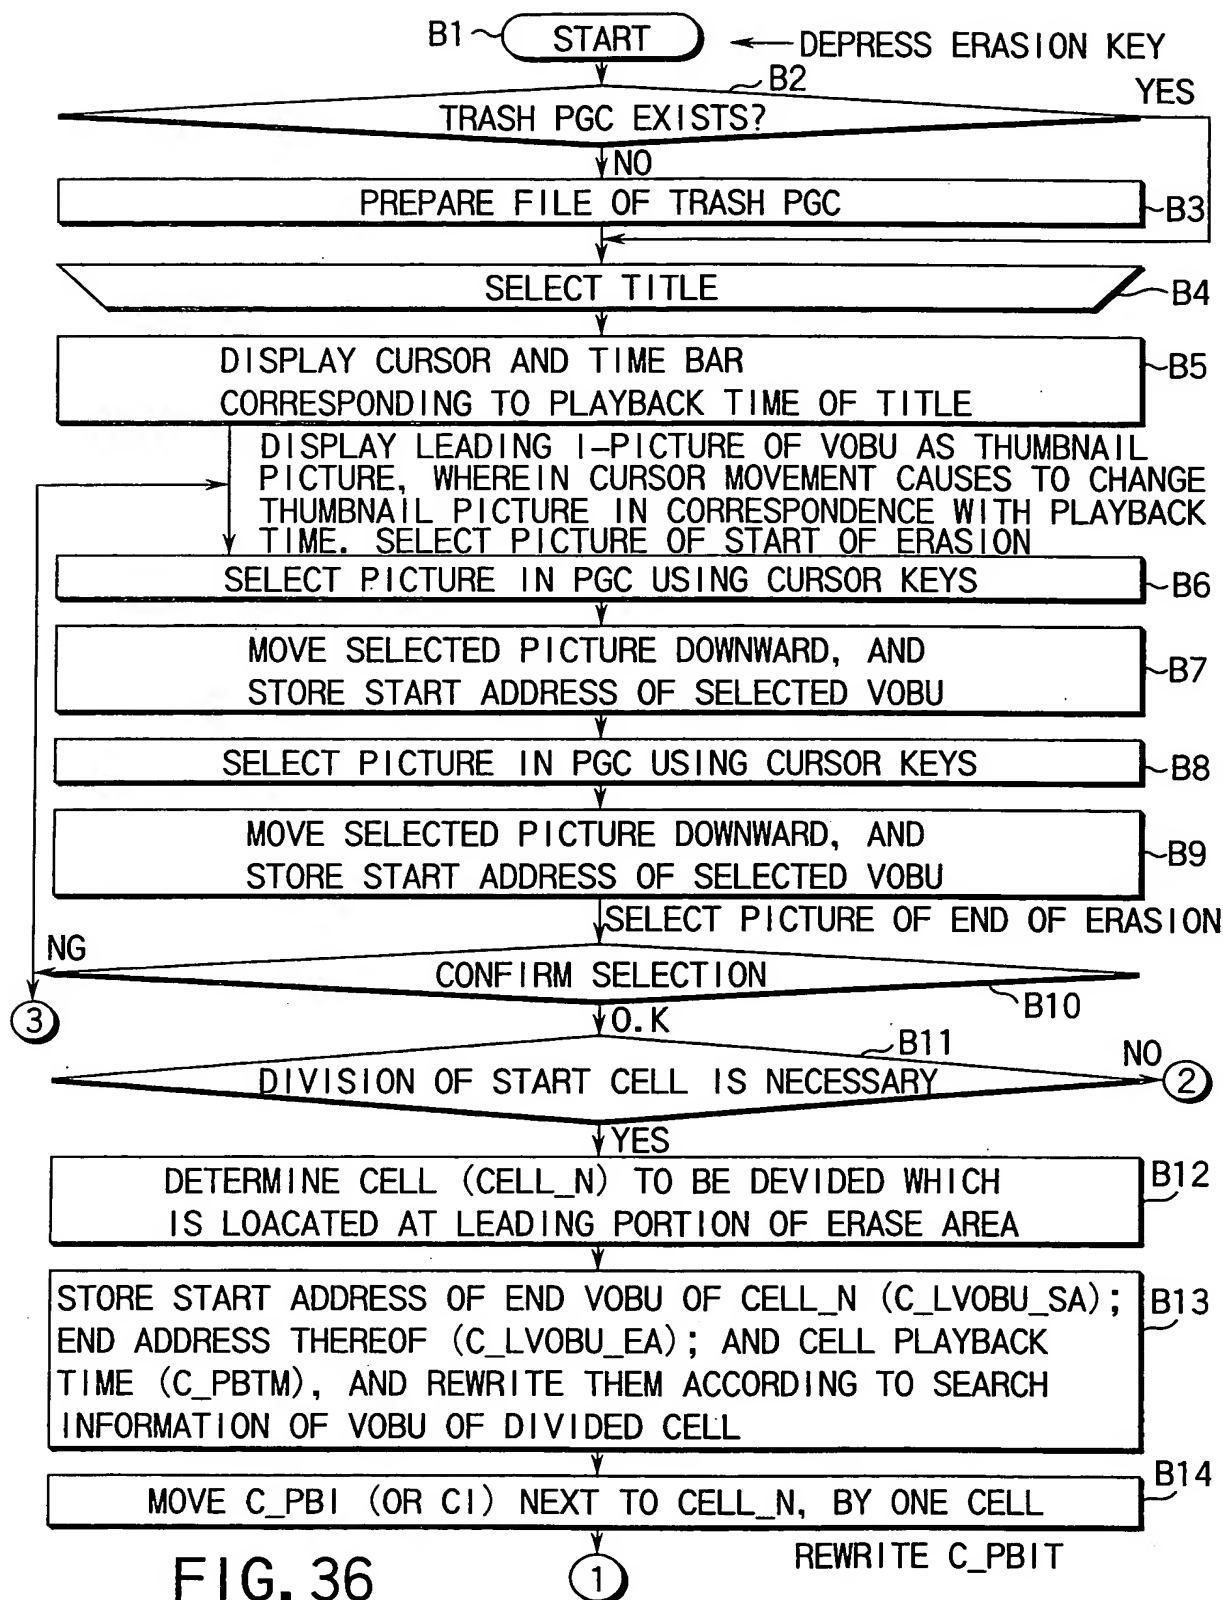 B1
START
DEPRESS ERASION KEY
B2
YES
TRASH PGC EXISTS?
NO
PREPARE FILE OF TRASH PGC
B3
SELECT TITLE
B4
DISPLAY CURSOR AND TIME BAR
CORRESPONDING TO PLAYBACK TIME OF TITLE
B5
DISPLAY LEADING I-PICTURE OF VOBU AS THUMBNAIL
PICTURE, WHEREIN CURSOR MOVEMENT CAUSES TO CHANGE
THUMBNAIL PICTURE IN CORRESPONDENCE WITH PLAYBACK
TIME. SELECT PICTURE OF START OF ERASION
SELECT PICTURE IN PGC USING CURSOR KEYS
B6
MOVE SELECTED PICTURE DOWNWARD, AND
STORE START ADDRESS OF SELECTED VOBU
B7
SELECT PICTURE IN PGC USING CURSOR KEYS
B8
MOVE SELECTED PICTURE DOWNWARD, AND
STORE START ADDRESS OF SELECTED VOBU
B9
SELECT PICTURE OF END OF ERASION
NG
CONFIRM SELECTION
B10
3
O.K
B11
NO
DIVISION OF START CELL IS NECESSARY
2
YES
DETERMINE CELL (CELL_N) TO BE DEVIDED WHICH
IS LOACATED AT LEADING PORTION OF ERASE AREA
B12
STORE START ADDRESS OF END VOBU OF CELL_N (C_LVOBU_SA);
END ADDRESS THEREOF (C_LVOBU_EA); AND CELL PLAYBACK
TIME (C_PBTM), AND REWRITE THEM ACCORDING TO SEARCH
INFORMATION OF VOBU OF DIVIDED CELL
B13
MOVE C_PBI (OR CI) NEXT TO CELL_N, BY ONE CELL
B14
REWRITE C_PBIT
1
FIG. 36